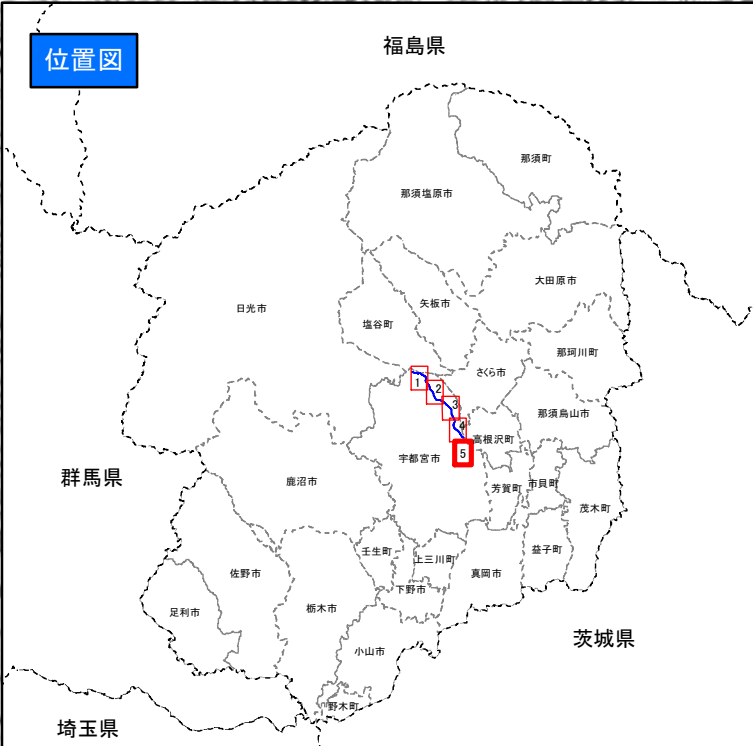 福島県
位置図
那須町
那須塩原市
大田原市
日光市
矢板市
塩谷町
那珂川町
さくら市
1
2
3
那須烏山市
4
高根沢町
宇都宮市
5
群馬県
鹿沼市
芳賀町
市貝町
茂木町
壬生町
上三川町
益子町
佐野市
真岡市
下野市
足利市
栃木市
茨城県
小山市
野木町
埼玉県